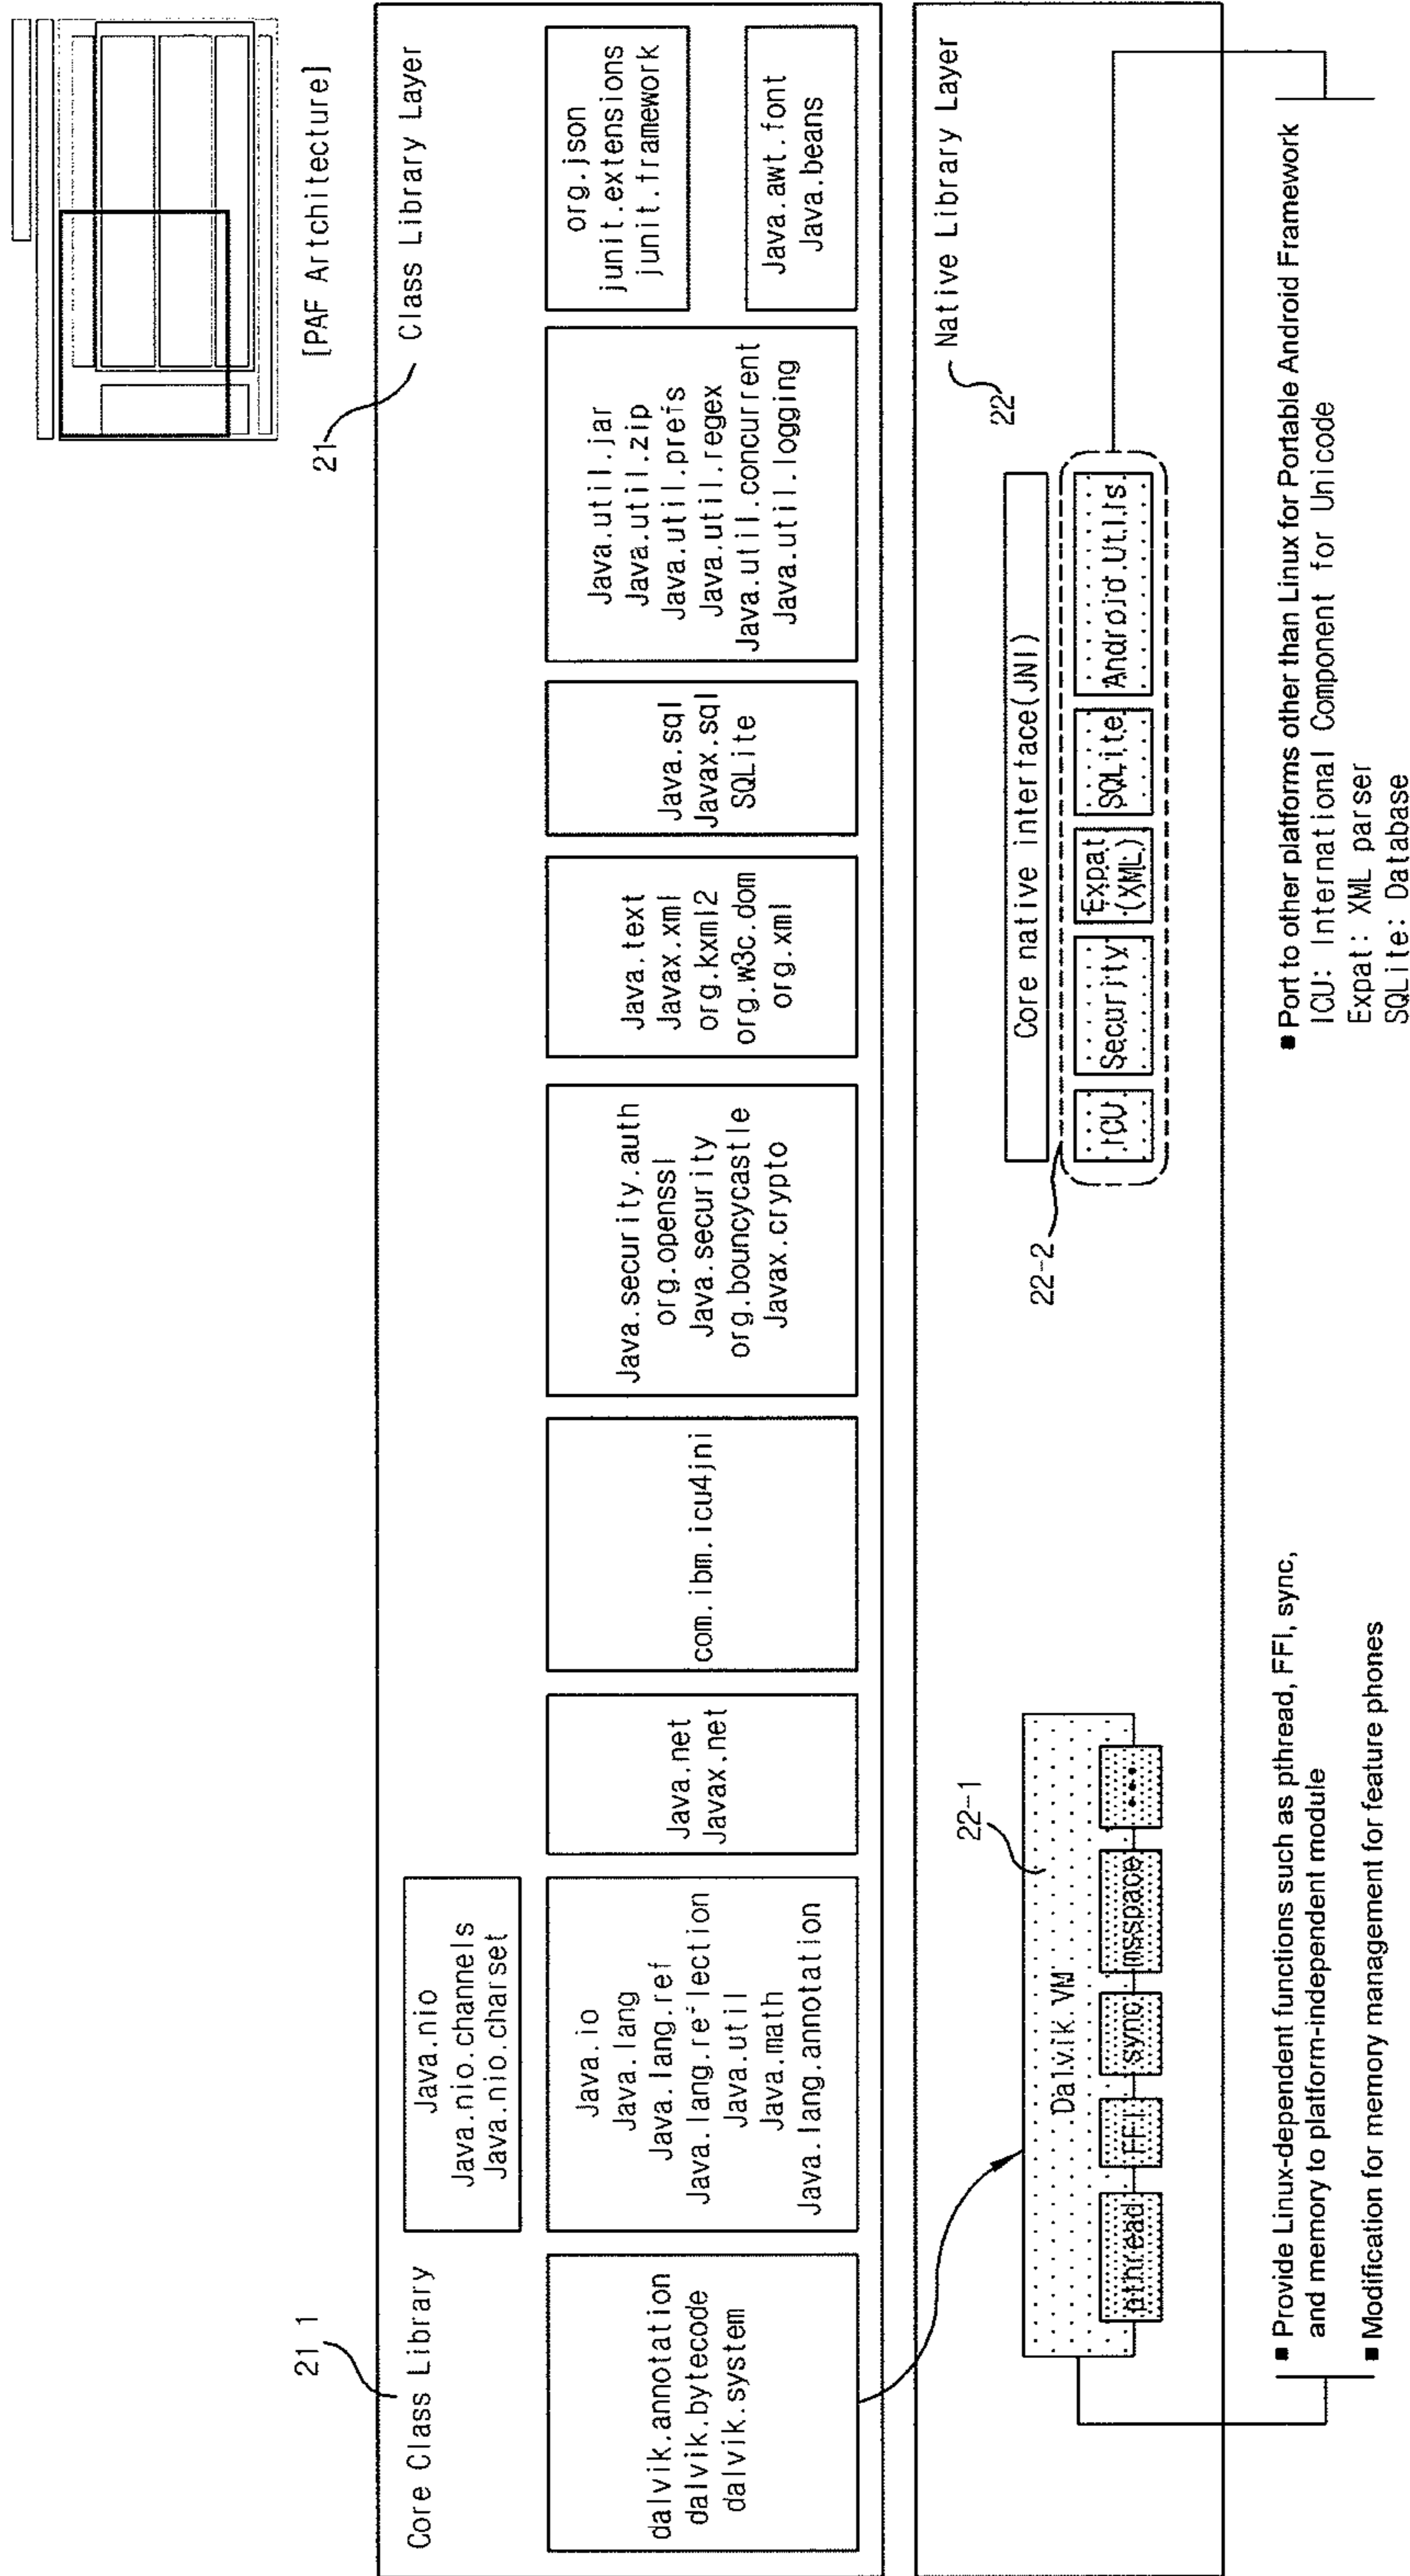 [PAF Artchitecture]
21
Class Library Layer
21 1
Core Class Library
Java.nio
Java.nio.channels
Java.nio.charset
dalvik.annotation
dalvik.bytecode
dalvik.system
Java.io
Java.lang
Java.lang.ref
Java.lang.reflection
Java.util
Java.math
Java.lang.annotation
Java.net
Javax.net
com.ibm.icu4jni
Java.security.auth
org.openssl
Java.security
org.bouncycastle
Javax.crypto
Java.text
Javax.xml
org.kxml2
org.w3c.dom
org.xml
Java.sql
Javax.sql
SQLite
Java.util.jar
Java.util.zip
Java.util.prefs
Java.util.regex
Java.util.concurrent
Java.util.logging
org.json
junit.extensions
junit.framework
Java.awt.font
Java.beans
22
Native Library Layer
22-1
Dalvik VM
pthread
FFI
sync
msspace
•••
22-2
Core native interface(JNI)
ICU
Security
Expat
(XML)
SQLite
Android Utils
■ Provide Linux-dependent functions such as pthread, FFI, sync,
and memory to platform-independent module
■ Modification for memory management for feature phones
■ Port to other platforms other than Linux for Portable Android Framework
ICU: International Component for Unicode
Expat: XML parser
SQLite: Database